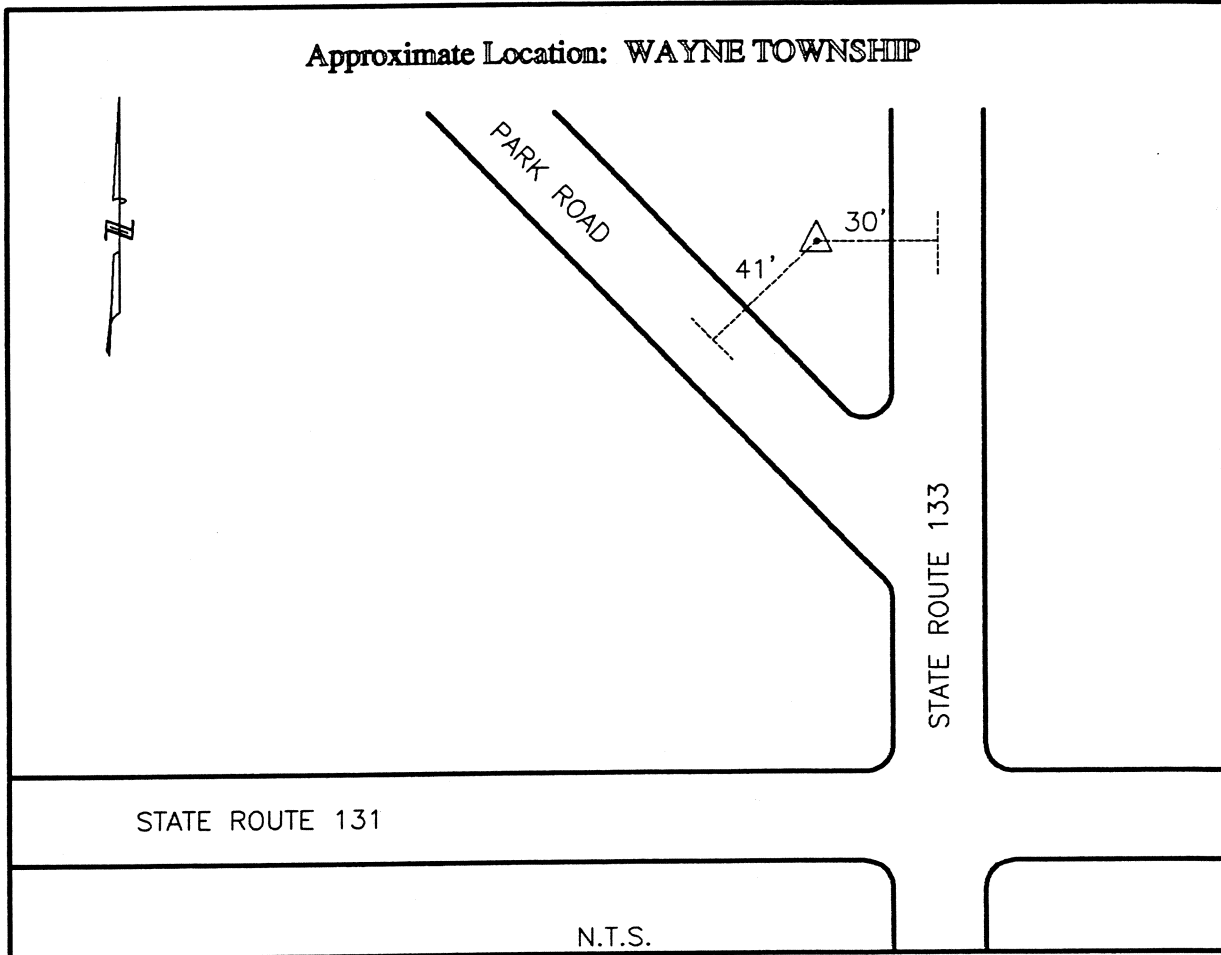 Approximate Location: WAYNE TOWNSHIP
PARK ROAD
N
30'
41'
STATE ROUTE 133
STATE ROUTE 131
N.T.S.